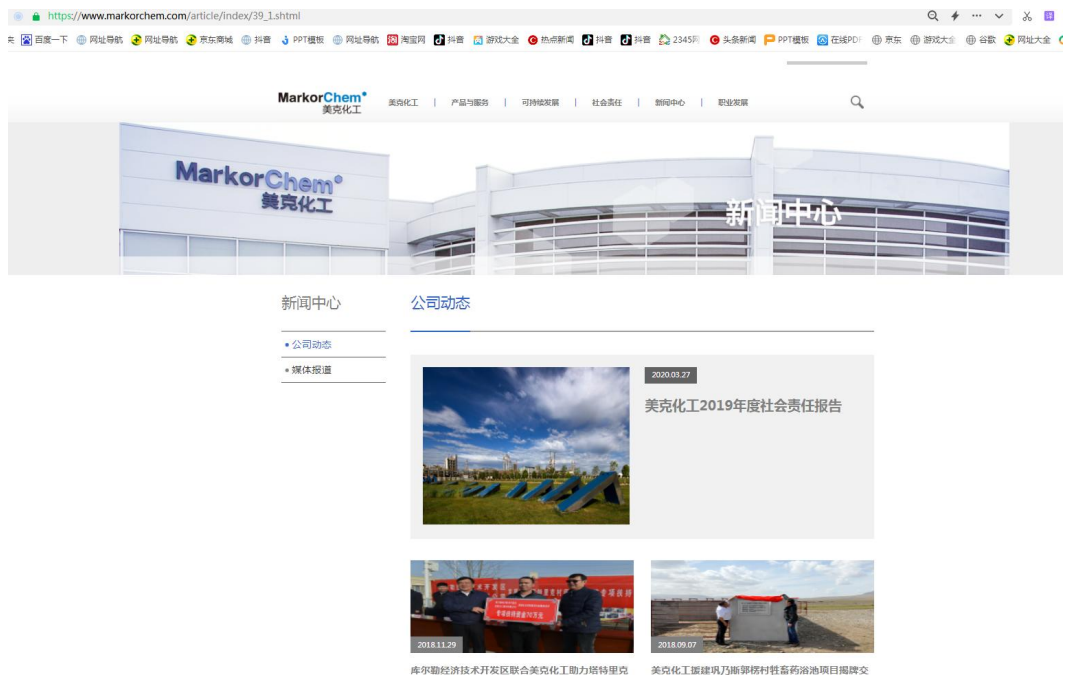 https://www.markorchem.com/article/index/39_1.shtml
百度一下 网址导航 网址导航 京东商城 抖音 PPT模板 网址导航 淘宝网 抖音 游戏大全 热点新闻 抖音 抖音 2345网 头条新闻 PPT模板 在线PDF 京东 游戏大全 谷歌 网址大全
MarkorChem
美克化工
美克化工 | 产品与服务 | 可持续发展 | 社会责任 | 新闻中心 | 职业发展
MarkorChem
美克化工
新闻中心
新闻中心
公司动态
媒体报道
公司动态
2020.03.27
美克化工2019年度社会责任报告
专项扶持资金70万元
2018.11.29
库尔勒经济技术开发区联合美克化工助力塔特里克
2018.09.07
美克化工援建巩乃斯郭楞村牲畜药浴池项目揭牌交